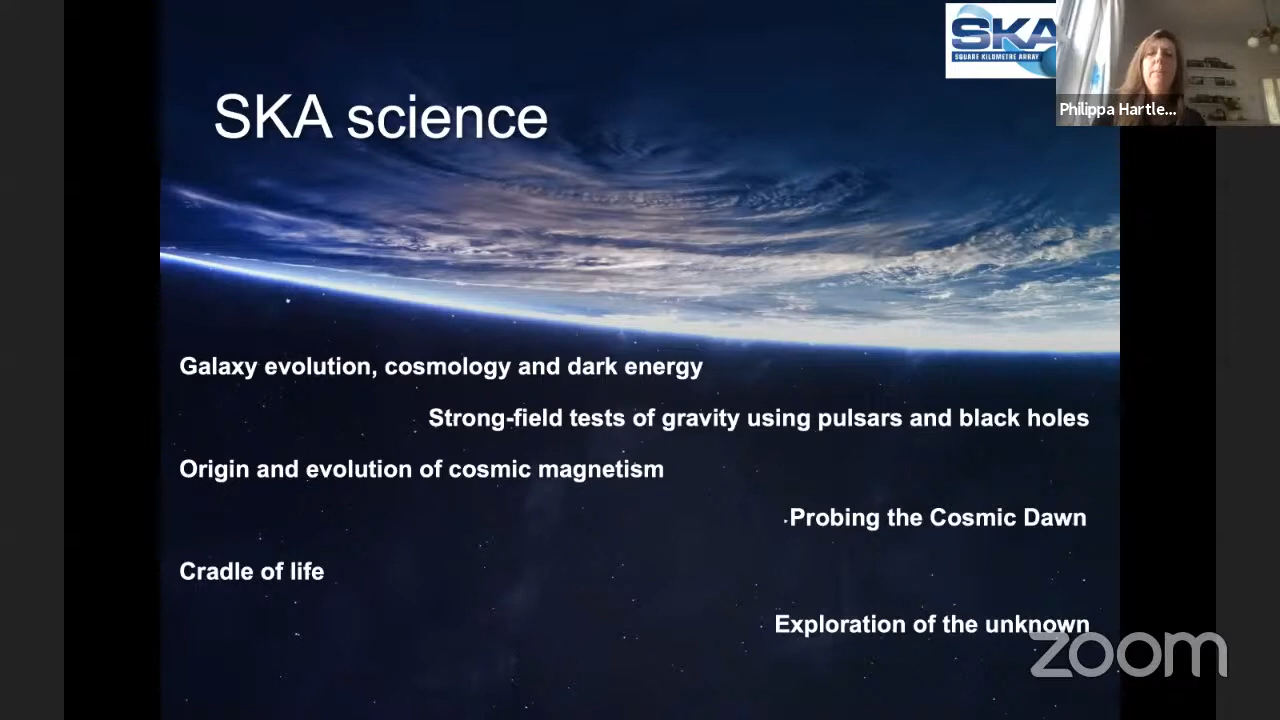 SKA
SQUARE KILOMETRE ARRAY
Philippa Hartle...
SKA science
Galaxy evolution, cosmology and dark energy
Strong-field tests of gravity using pulsars and black holes
Origin and evolution of cosmic magnetism
Probing the Cosmic Dawn
Cradle of life
Exploration of the unknown
zoom